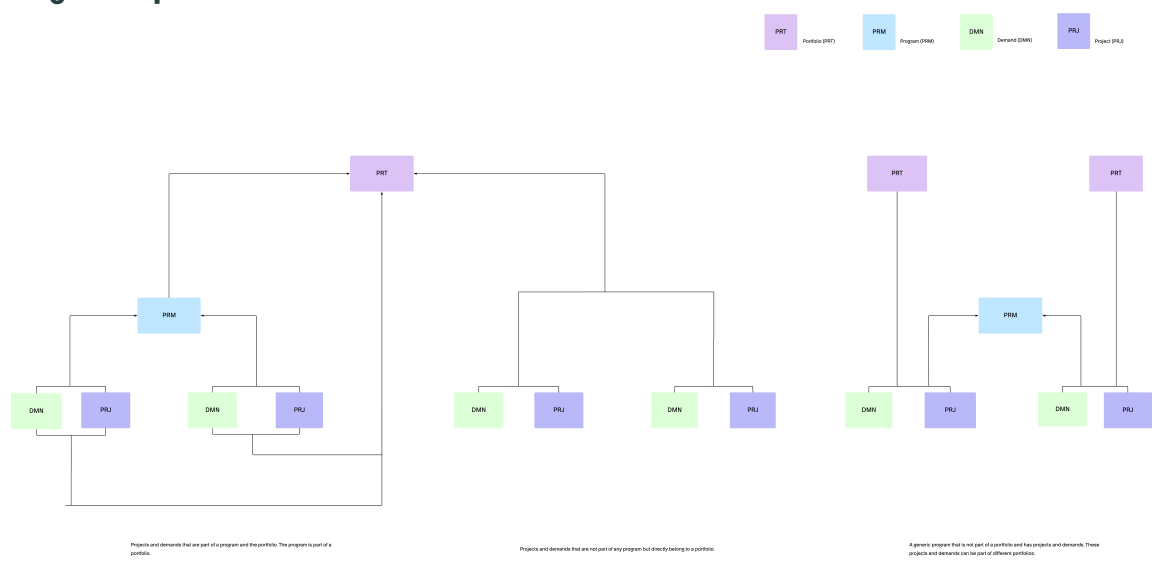 PRT
Portfolio (PRT)
PRM
Program (PRM)
DMN
Demand (DMN)
PRJ
Project (PRJ)
PRT
PRT
PRT
PRM
PRM
DMN
PRJ
DMN
PRJ
DMN
PRJ
DMN
PRJ
DMN
PRJ
DMN
PRJ
Projects and demands that are part of a program and the portfolio. The program is part of a
portfolio.
Projects and demands that are not part of any program but directly belong to a portfolio.
A generic program that is not part of a portfolio and has projects and demands. These
projects and demands can be part of different portfolios.